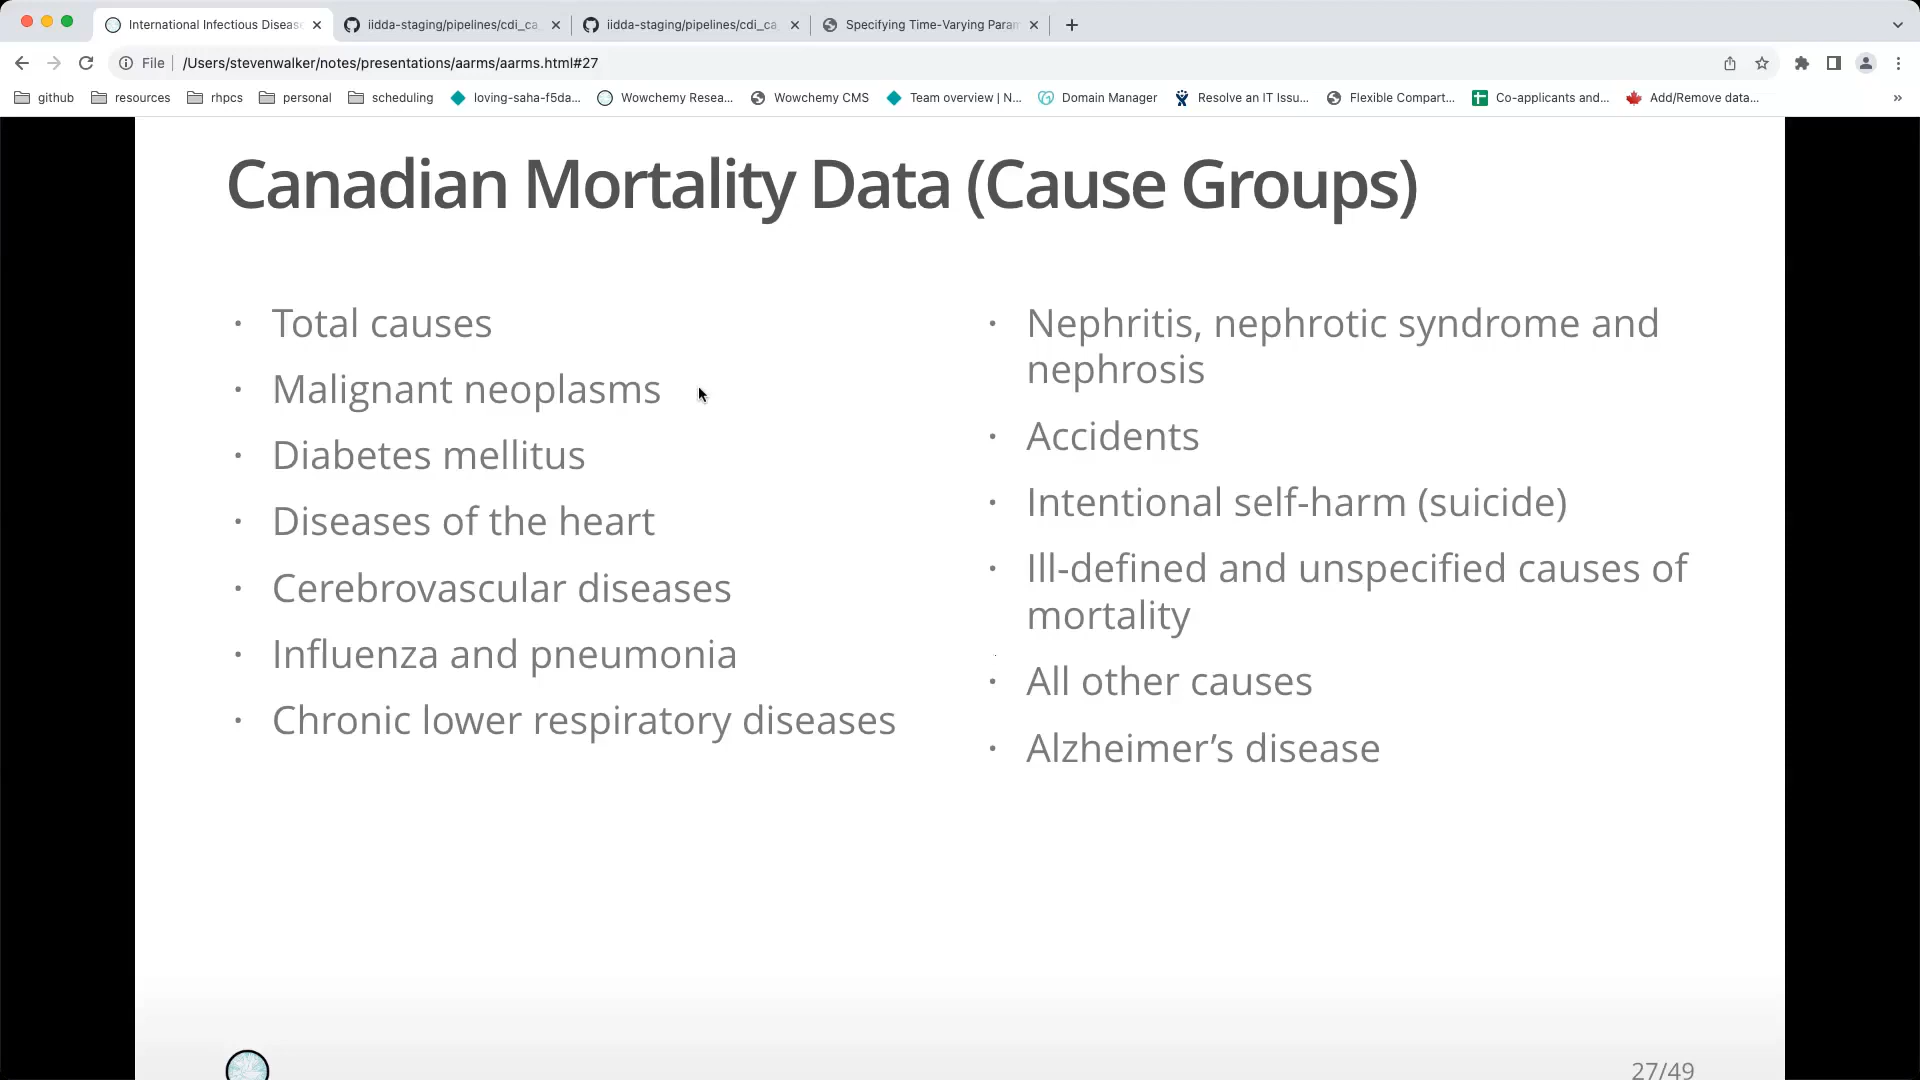 International Infectious Diseas
iidda-staging/pipelines/cdi_ca
iidda-staging/pipelines/cdi_ca
Specifying Time-Varying Param
File
/Users/stevenwalker/notes/presentations/aarms/aarms.html#27
github
resources
rhpcs
personal
scheduling
loving-saha-f5da...
Wowchemy Resea...
Wowchemy CMS
Team overview | N...
Domain Manager
Resolve an IT Issu...
Flexible Compart...
Co-applicants and...
Add/Remove data...
»
Canadian Mortality Data (Cause Groups)
• Total causes
• Malignant neoplasms
• Diabetes mellitus
• Diseases of the heart
• Cerebrovascular diseases
• Influenza and pneumonia
• Chronic lower respiratory diseases
• Nephritis, nephrotic syndrome and
nephrosis
• Accidents
• Intentional self-harm (suicide)
• Ill-defined and unspecified causes of
mortality
• All other causes
• Alzheimer’s disease
27/49